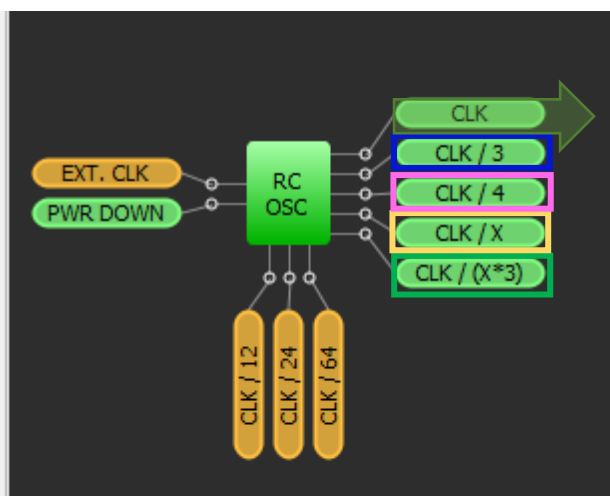 CLK
CLK / 3
EXT. CLK
RC
OSC
CLK / 4
PWR DOWN
CLK / X
CLK / (X*3)
CLK / 12
CLK / 24
CLK / 64